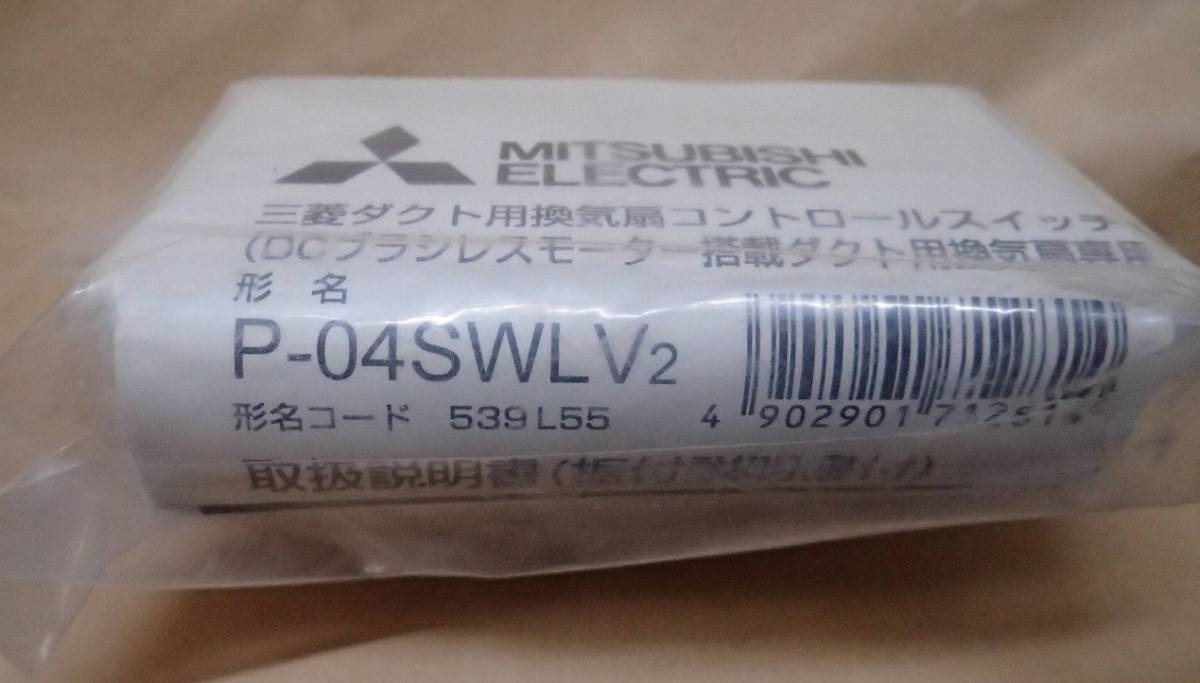 MITSUBISHI
ELECTRIC
三菱ダクト用換気扇コントロールスイッチ
(DCブラシレスモーター搭載ダクト用換気扇専用
形 名
P-04SWLV2
形名コード 539L55
4 902901
取扱説明書